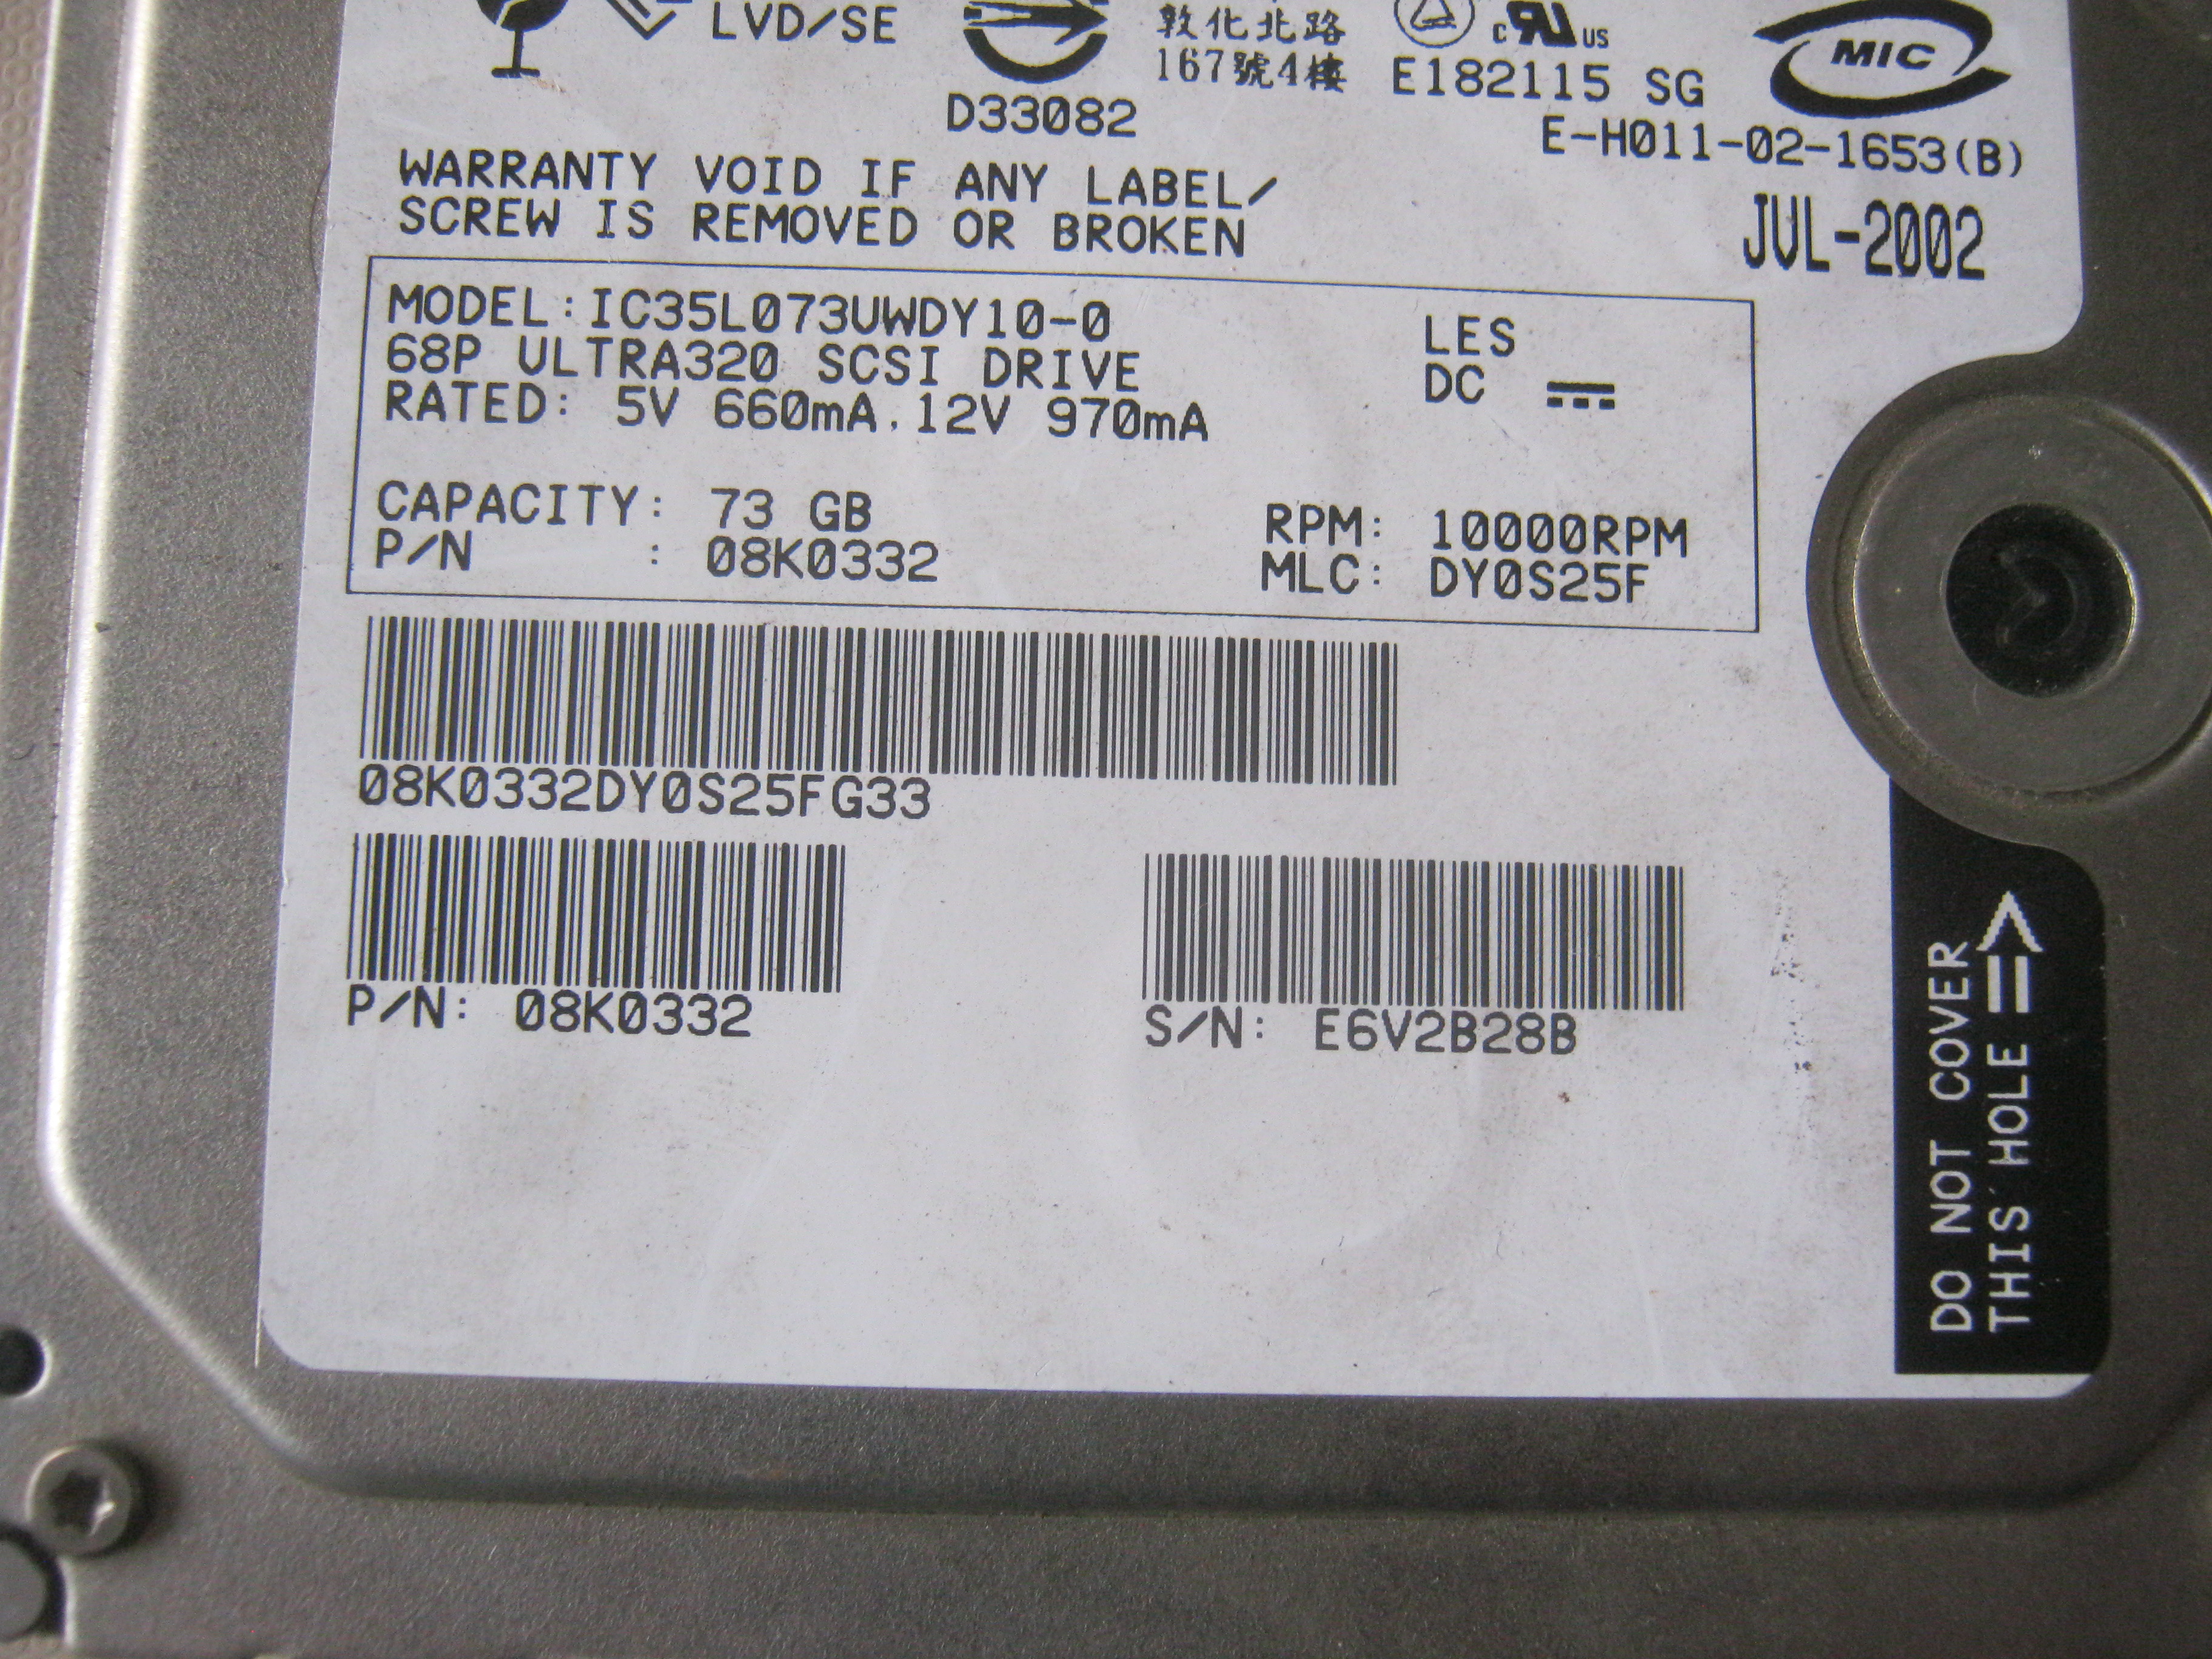 LVD/SE
敦化北路
167號4樓
D33082
c UR US
E182115 SG
MIC
E-H011-02-1653(B)
JUL-2002
WARRANTY VOID IF ANY LABEL/
SCREW IS REMOVED OR BROKEN
MODEL:IC35L073UWDY10-0
68P ULTRA320 SCSI DRIVE
RATED: 5V 660mA,12V 970mA
LES
DC
CAPACITY: 73 GB
P/N : 08K0332
RPM: 10000RPM
MLC: DY0S25F
08K0332DY0S25FG33
P/N: 08K0332
S/N: E6V2B28B
DO NOT COVER
THIS HOLE =>